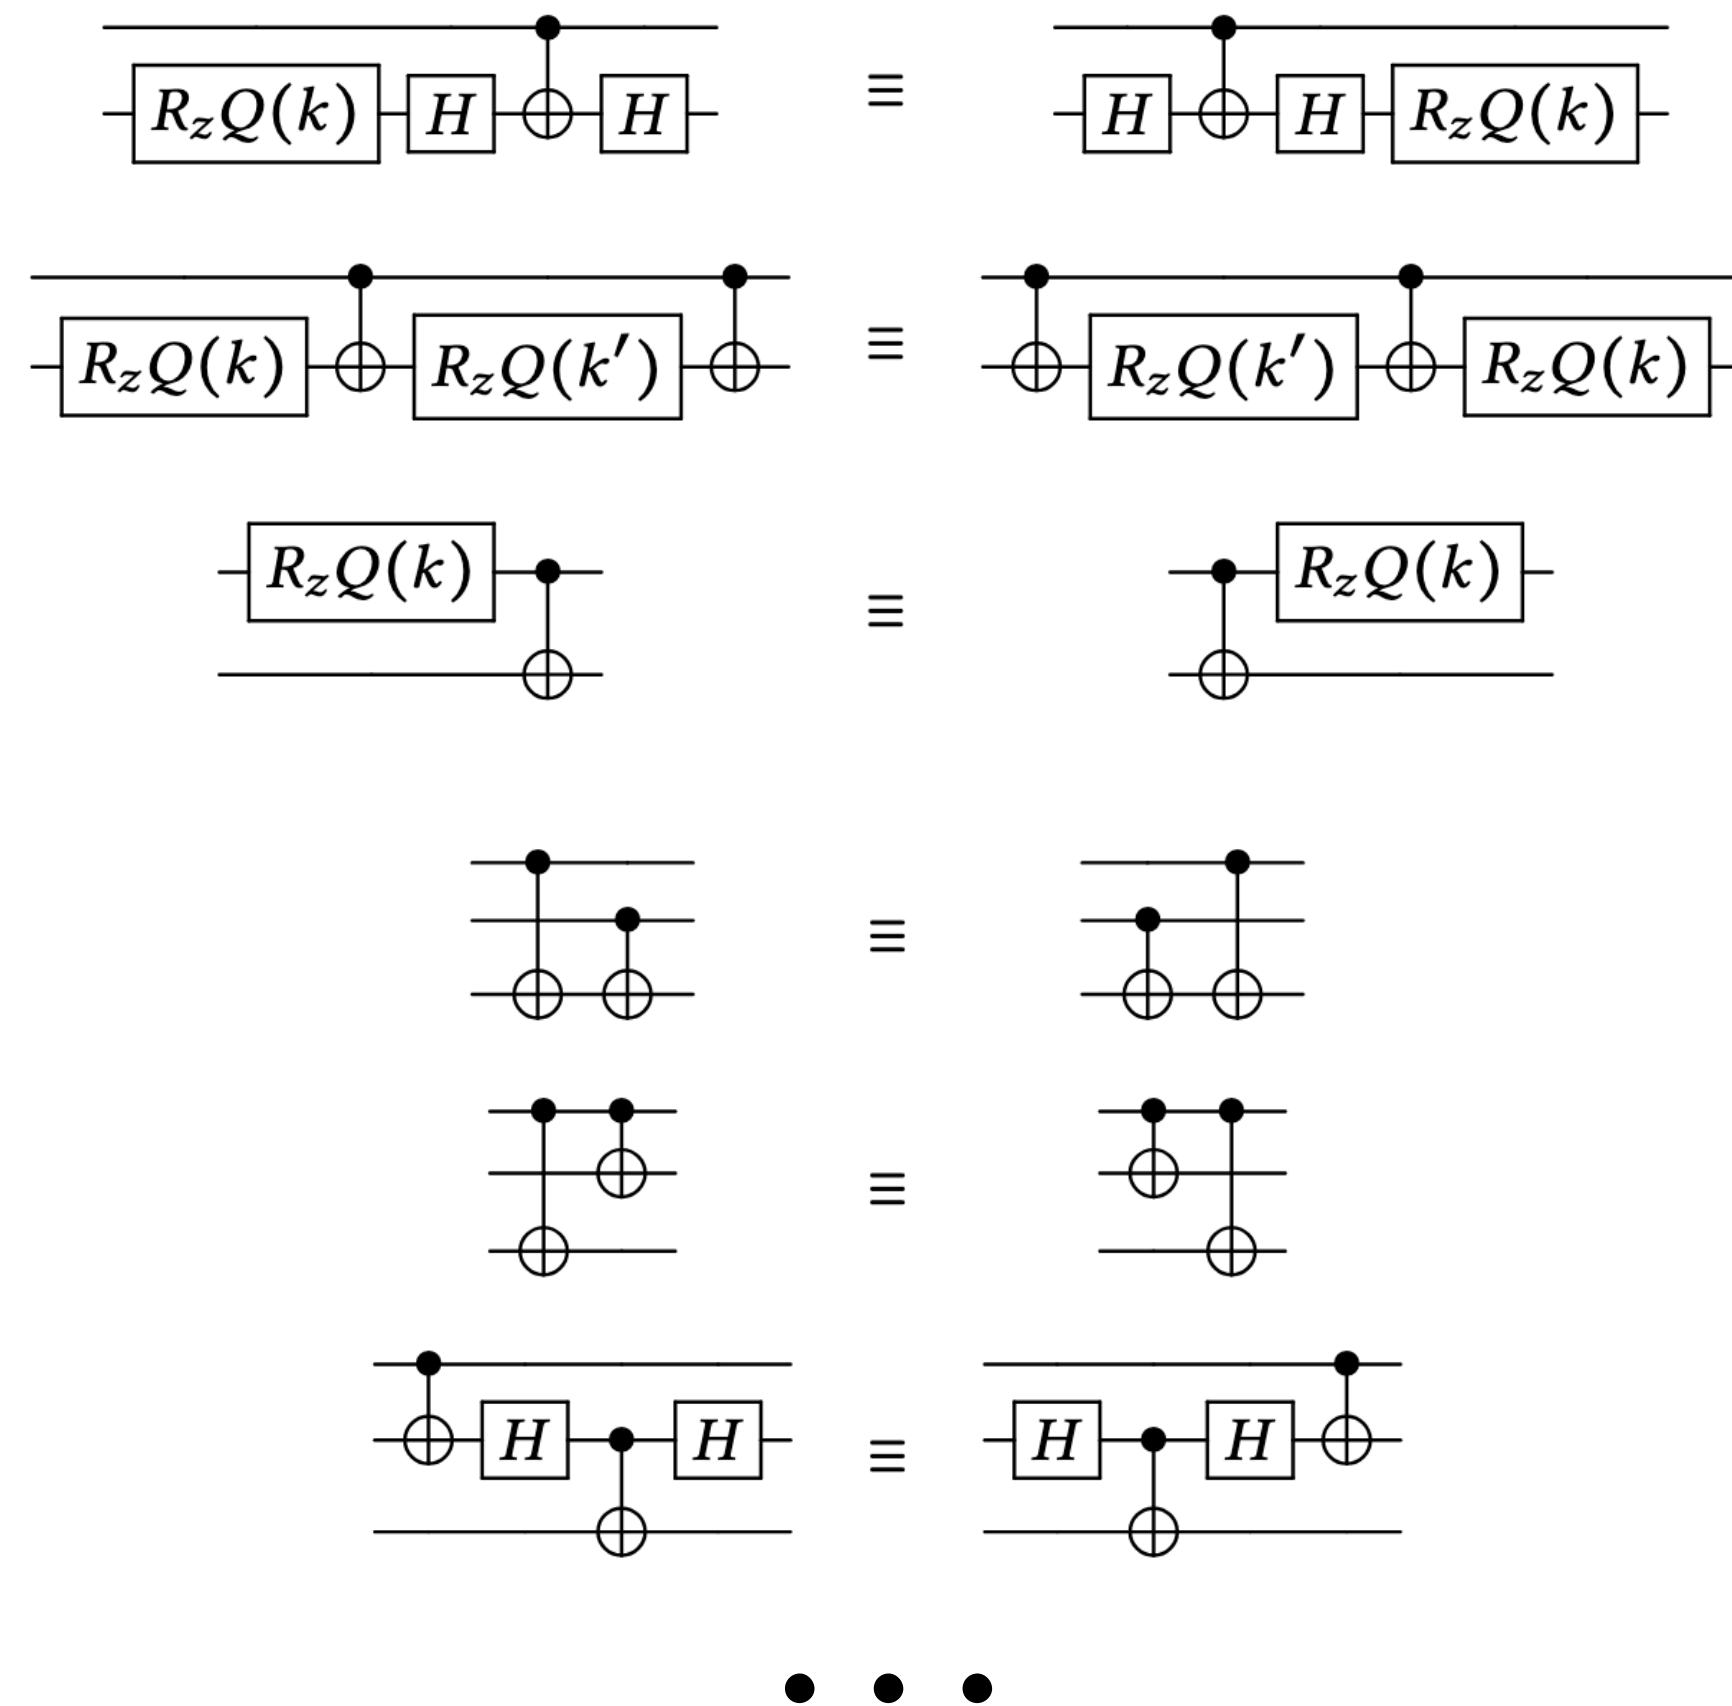 R_zQ(k) H H ≡ H H R_zQ(k)
R_zQ(k) R_zQ(k′) ≡ R_zQ(k′) R_zQ(k)
R_zQ(k) ≡ R_zQ(k)
≡
≡
H H ≡ H H
• • •